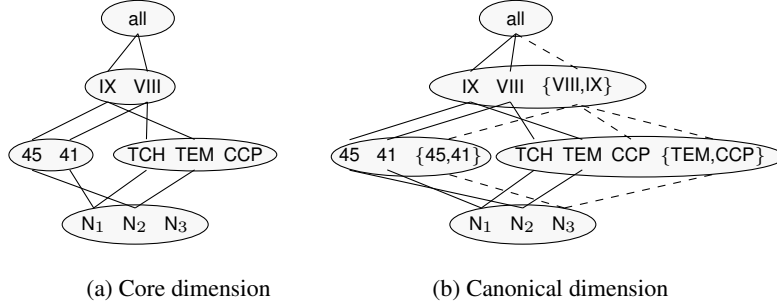 all all
IX VIII IX VIII {VIII,IX}
45 41 TCH TEM CCP 45 41 {45,41} TCH TEM CCP {TEM,CCP}
N₁ N₂ N₃ N₁ N₂ N₃
(a) Core dimension (b) Canonical dimension